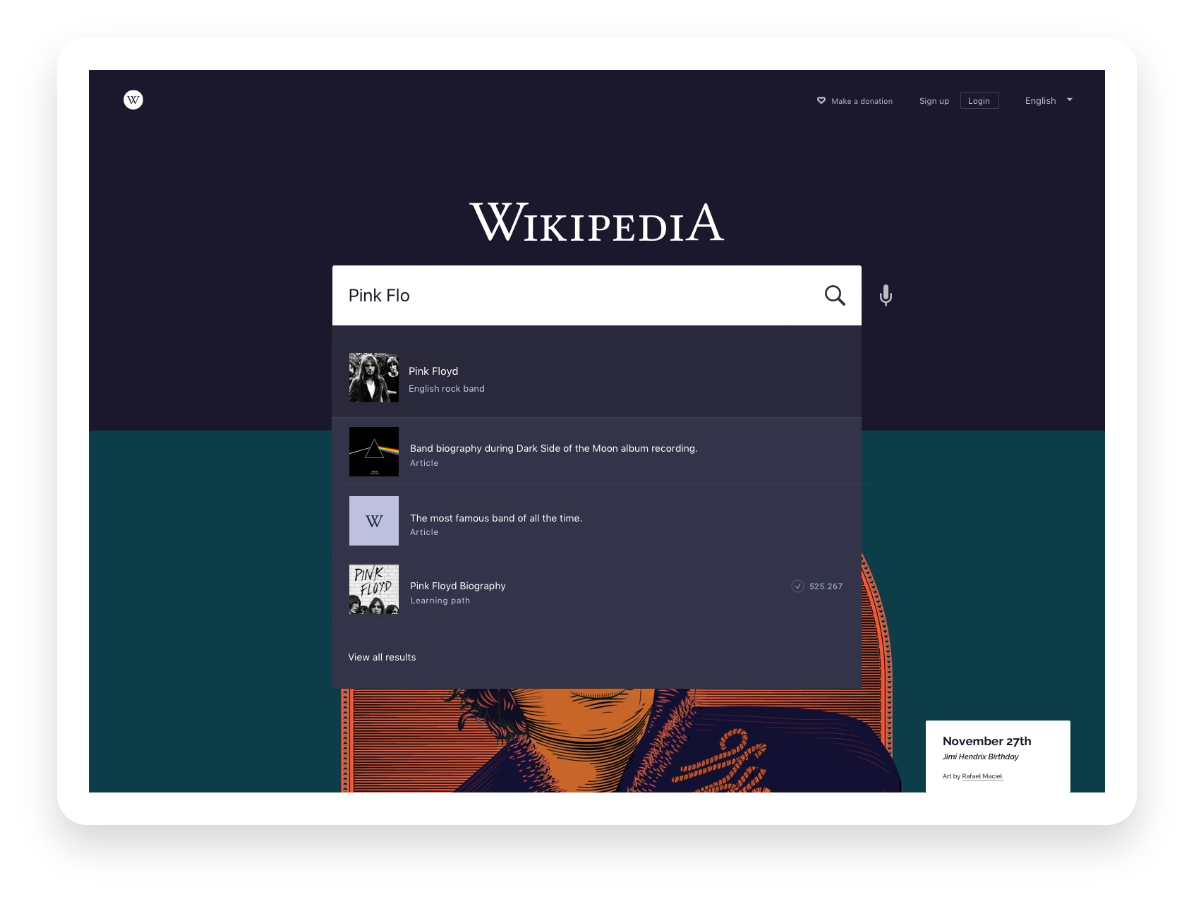 W
Make a donation
Sign up
Login
English
WIKIPEDIA
Pink Flo
Pink Floyd
English rock band
Band biography during Dark Side of the Moon album recording.
Article
W
The most famous band of all the time.
Article
PINK
FLOYD
Pink Floyd Biography
525.267
Learning path
View all results
November 27th
Jimi Hendrix Birthday
Art by Rafael Maciel